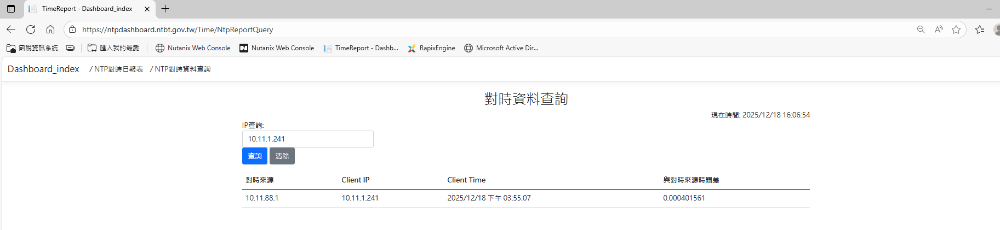 TimeReport - Dashboard_index
https://ntpdashboard.ntbt.gov.tw/Time/NtpReportQuery
國稅資訊系統 匯入我的最愛 Nutanix Web Console Nutanix Web Console TimeReport - Dashb... RapixEngine Microsoft Active Dir...
Dashboard_index / NTP對時日報表 / NTP對時資料查詢
對時資料查詢
現在時間: 2025/12/18 16:06:54
IP查詢:
10.11.1.241
查詢 清除
對時來源 Client IP Client Time 與對時來源時間差
10.11.88.1 10.11.1.241 2025/12/18 下午 03:55:07 0.000401561